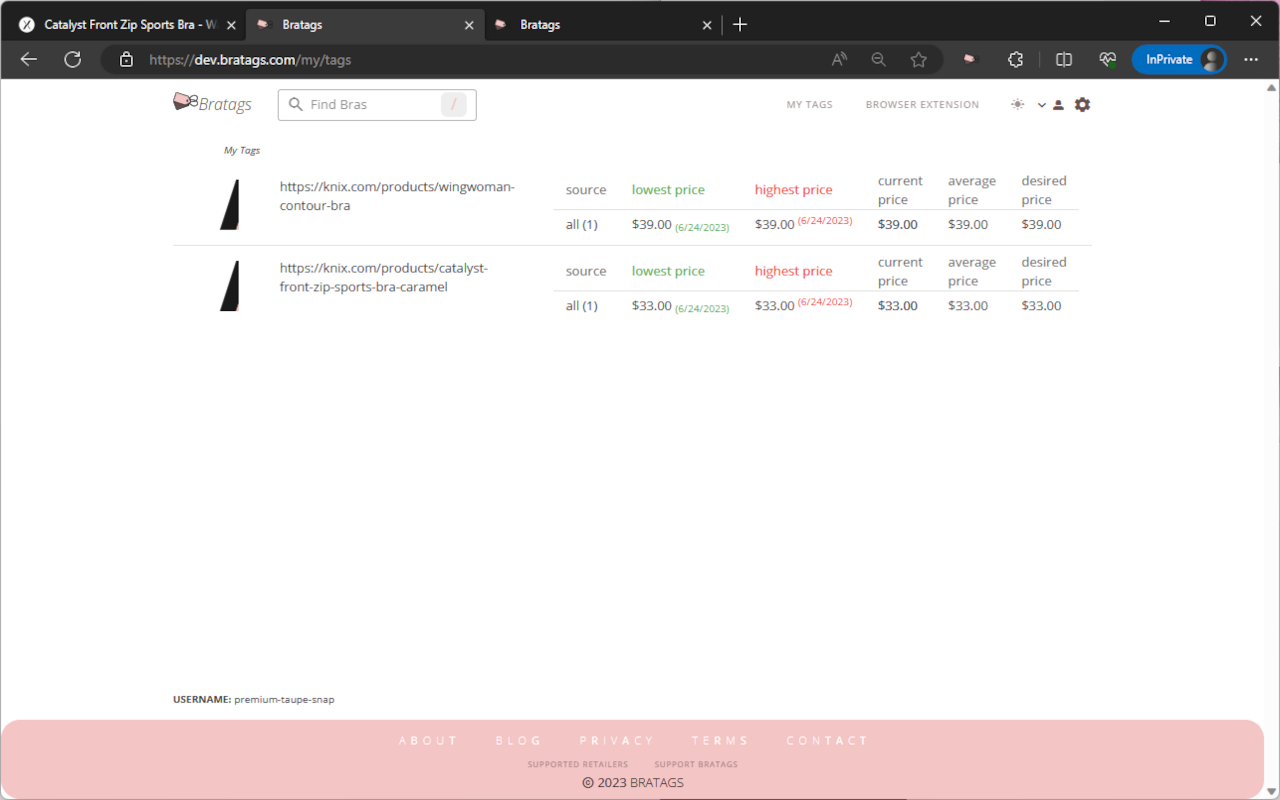 Catalyst Front Zip Sports Bra - W
Bratags
Bratags
https://dev.bratags.com/my/tags
InPrivate
Bratags
Find Bras
/
MY TAGS
BROWSER EXTENSION
My Tags
https://knix.com/products/wingwoman-
contour-bra
source lowest price highest price current price average price desired price
all (1) $39.00 (6/24/2023) $39.00 (6/24/2023) $39.00 $39.00 $39.00
https://knix.com/products/catalyst-
front-zip-sports-bra-caramel
source lowest price highest price current price average price desired price
all (1) $33.00 (6/24/2023) $33.00 (6/24/2023) $33.00 $33.00 $33.00
USERNAME: premium-taupe-snap
ABOUT BLOG PRIVACY TERMS CONTACT
SUPPORTED RETAILERS SUPPORT BRATAGS
© 2023 BRATAGS